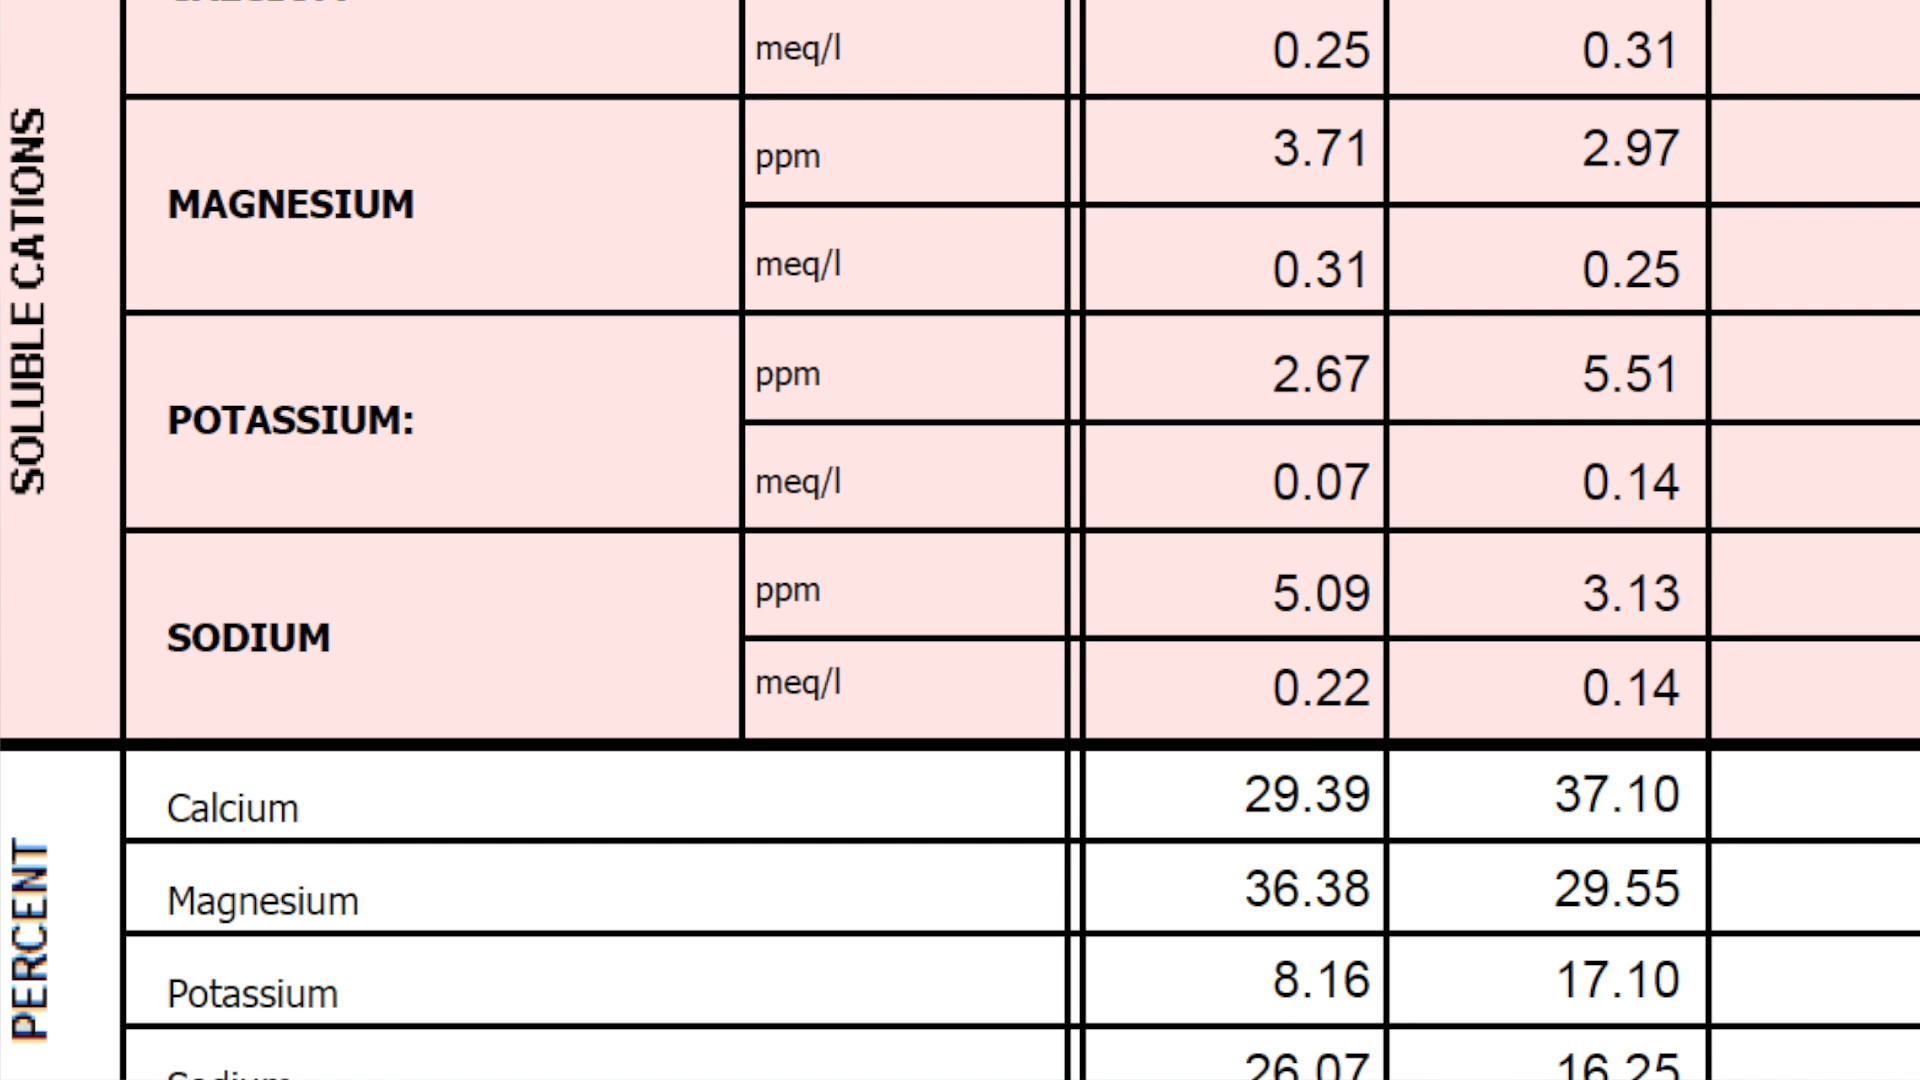 meq/l 0.25 0.31
SOLUBLE CATIONS
MAGNESIUM
ppm 3.71 2.97
meq/l 0.31 0.25
POTASSIUM:
ppm 2.67 5.51
meq/l 0.07 0.14
SODIUM
ppm 5.09 3.13
meq/l 0.22 0.14
PERCENT
Calcium 29.39 37.10
Magnesium 36.38 29.55
Potassium 8.16 17.10
Sodium 26.07 16.25